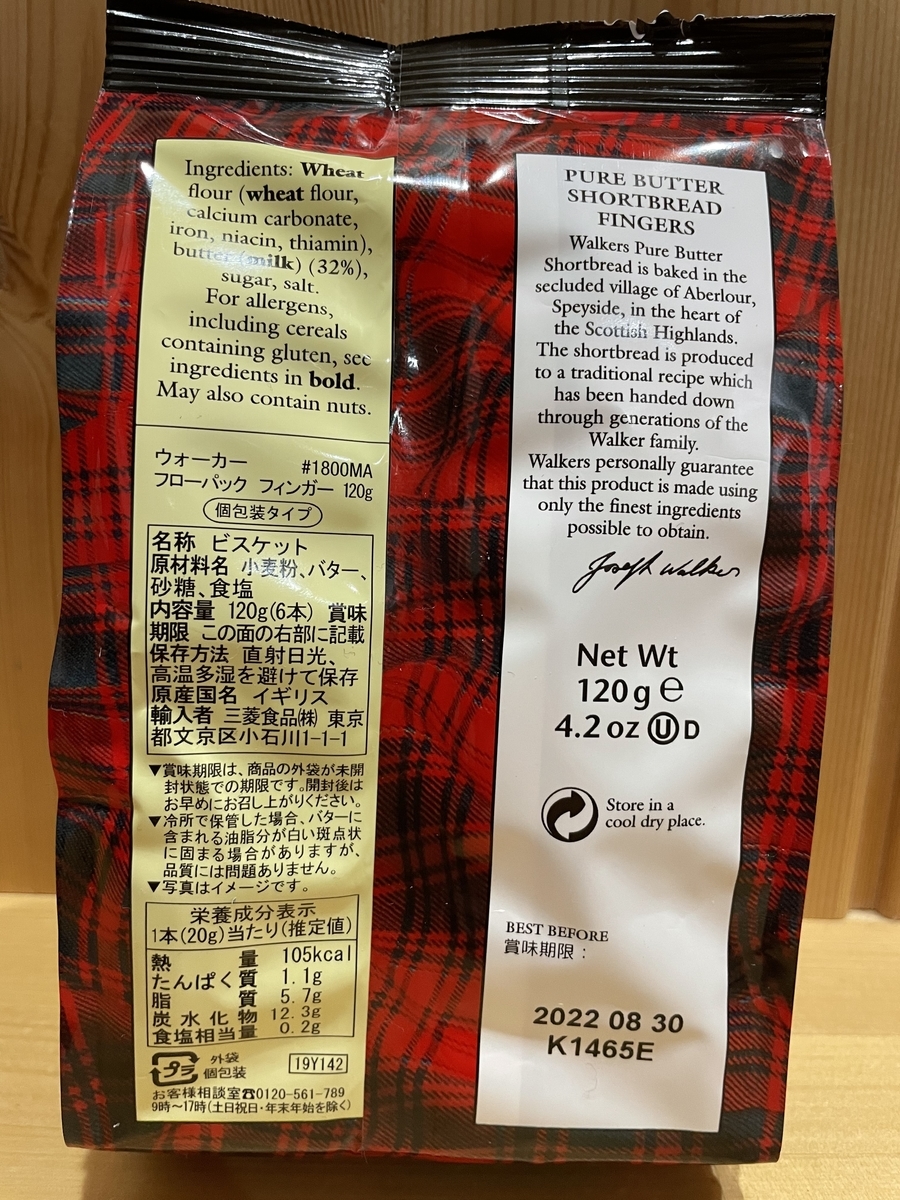 Ingredients: Wheat
flour (wheat flour,
calcium carbonate,
iron, niacin, thiamin),
butter (milk) (32%),
sugar, salt.
For allergens,
including cereals
containing gluten, see
ingredients in bold.
May also contain nuts.
ウォーカー #1800MA
フローパック フィンガー 120g
個包装タイプ
名称 ビスケット
原材料名 小麦粉、バター、
砂糖、食塩
内容量 120g(6本) 賞味
期限 この面の右部に記載
保存方法 直射日光、
高温多湿を避けて保存
原産国名 イギリス
輸入者 三菱食品㈱ 東京
都文京区小石川1-1-1
▼賞味期限は、商品の外袋が未開
封状態での期限です。開封後は
お早めにお召し上がりください。
▼冷所で保管した場合、バターに
含まれる油脂分が白い斑点状
に固まる場合がありますが、
品質には問題ありません。
▼写真はイメージです。
栄養成分表示
1本(20g)当たり(推定値)
熱量 105kcal
たんぱく質 1.1g
脂質 5.7g
炭水化物 12.3g
食塩相当量 0.2g
プラ 外袋
個包装 19Y142
お客様相談室☎0120-561-789
9時～17時(土日祝日・年末年始を除く)
PURE BUTTER
SHORTBREAD
FINGERS
Walkers Pure Butter
Shortbread is baked in the
secluded village of Aberlour,
Speyside, in the heart of
the Scottish Highlands.
The shortbread is produced
to a traditional recipe which
has been handed down
through generations of the
Walker family.
Walkers personally guarantee
that this product is made using
only the finest ingredients
possible to obtain.
Joseph Walker
Net Wt
120g ℮
4.2 oz Ⓤ D
Store in a
cool dry place.
BEST BEFORE
賞味期限：
2022 08 30
K1465E